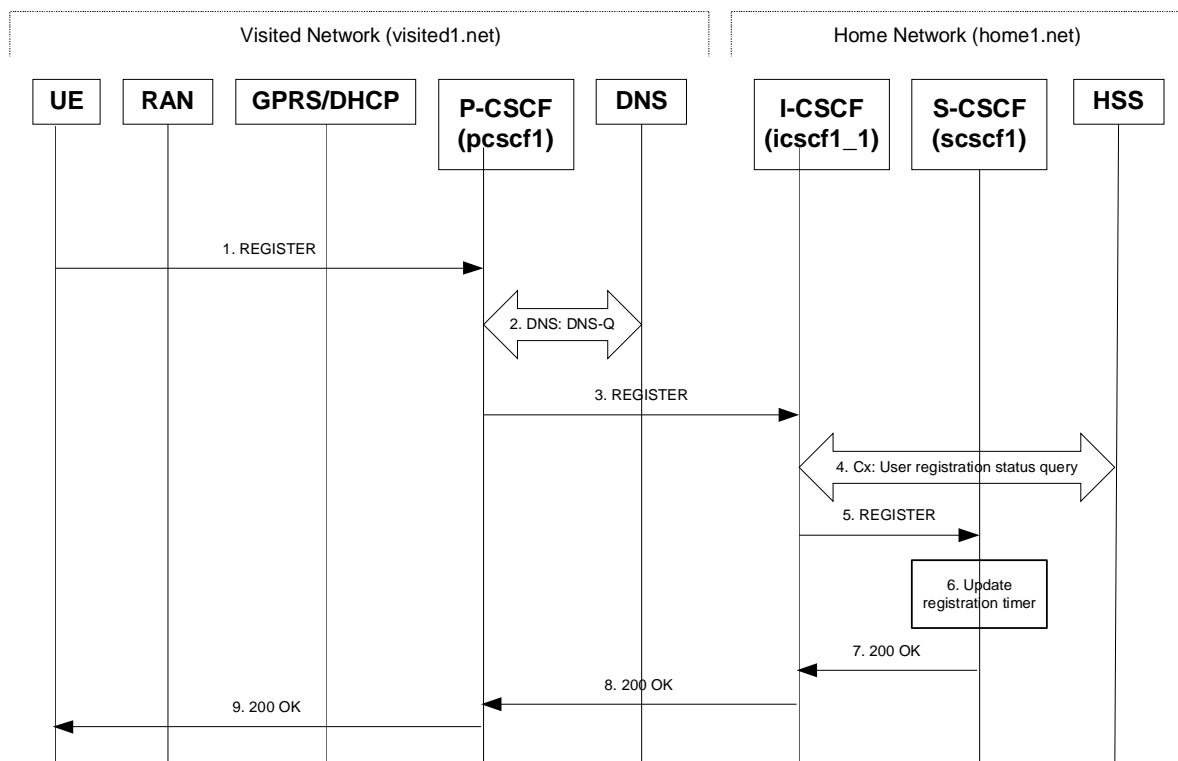 Visited Network (visited1.net)
Home Network (home1.net)
UE
RAN
GPRS/DHCP
P-CSCF
(pcscf1)
DNS
I-CSCF
(icscf1_1)
S-CSCF
(scscf1)
HSS
1. REGISTER
2. DNS: DNS-Q
3. REGISTER
4. Cx: User registration status query
5. REGISTER
6. Update
registration timer
7. 200 OK
8. 200 OK
9. 200 OK